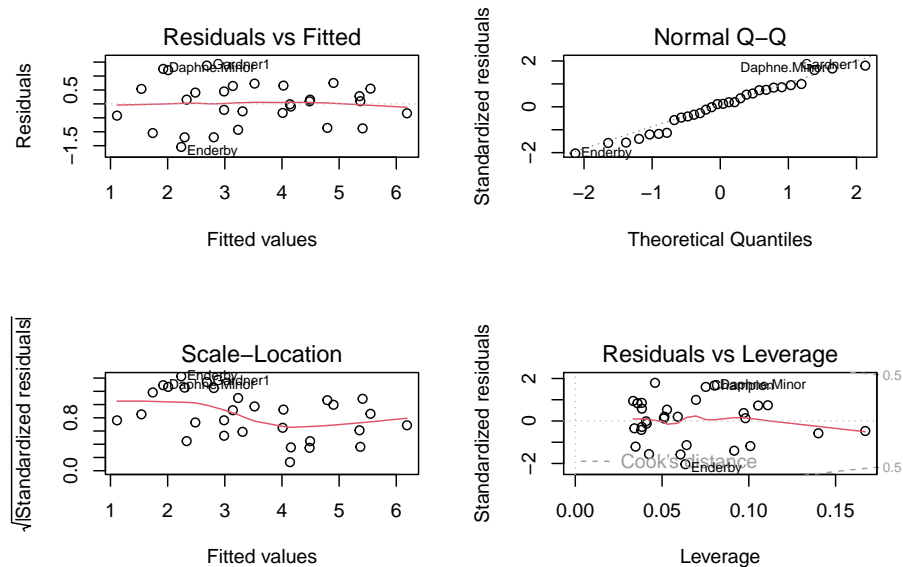 Residuals vs Fitted
Residuals
0.5
−1.5
Gardner1
Daphne.Minor
Enderby
1 2 3 4 5 6
Fitted values
Normal Q−Q
Standardized residuals
2
0
−2
Gardner1
Daphne.Minor
Enderby
−2 −1 0 1 2
Theoretical Quantiles
Scale−Location
√|Standardized residuals|
0.8
0.0
Enderby
Gardner1
Daphne.Minor
1 2 3 4 5 6
Fitted values
Residuals vs Leverage
Standardized residuals
2
0
−2
Champion
Daphne.Minor
Enderby
Cook's distance
0.5
0.5
0.00 0.05 0.10 0.15
Leverage